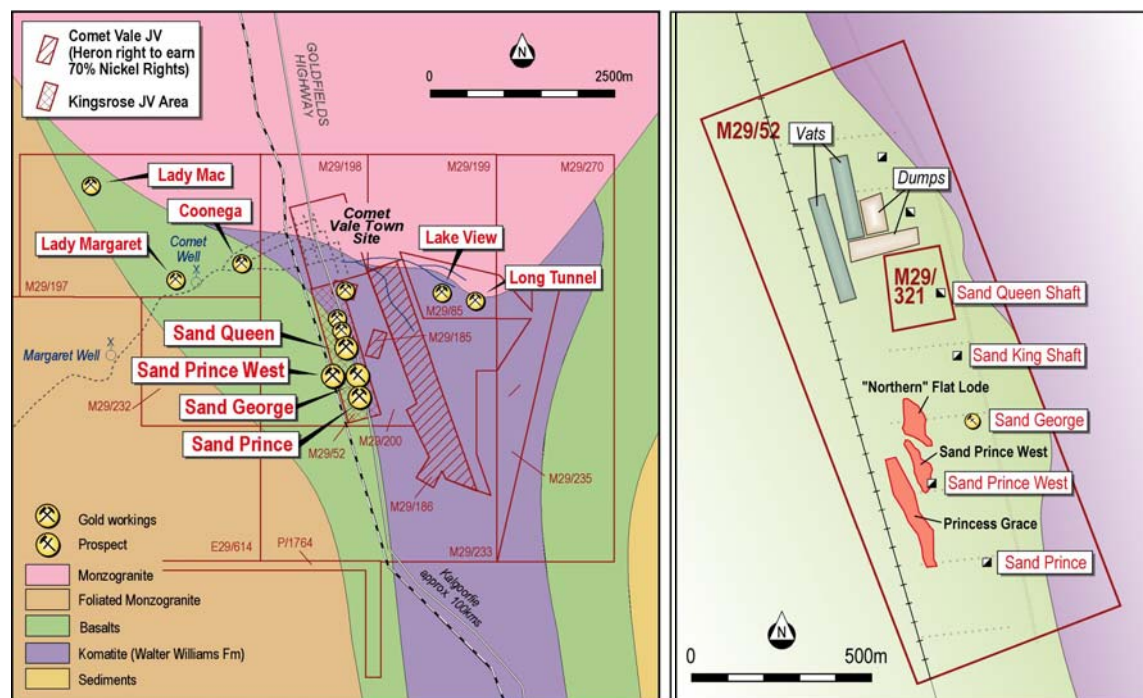 Comet Vale JV
(Heron right to earn
70% Nickel Rights)
Kingsrose JV Area
GOLDFIELDS
HIGHWAY
N
0 2500m
M29/198
M29/199
M29/270
Lady Mac
Coonega
Comet
Vale Town
Site
Lake View
Lady Margaret
Comet
Well
X
Long Tunnel
M29/197
M29/85
Sand Queen
M29/185
Margaret Well
X
Sand Prince West
M29/232
Sand George
Sand Prince
M29/200
M29/52
M29/235
M29/186
Gold workings
Prospect
E29/614
P/1764
M29/233
Monzogranite
Foliated Monzogranite
Basalts
Komatite (Walter Williams Fm)
Sediments
Kalgoorlie
approx. 100kms
M29/52
Vats
Dumps
M29/
321
Sand Queen Shaft
Sand King Shaft
"Northern" Flat Lode
Sand George
Sand Prince West
Sand Prince West
Princess Grace
Sand Prince
N
0 500m